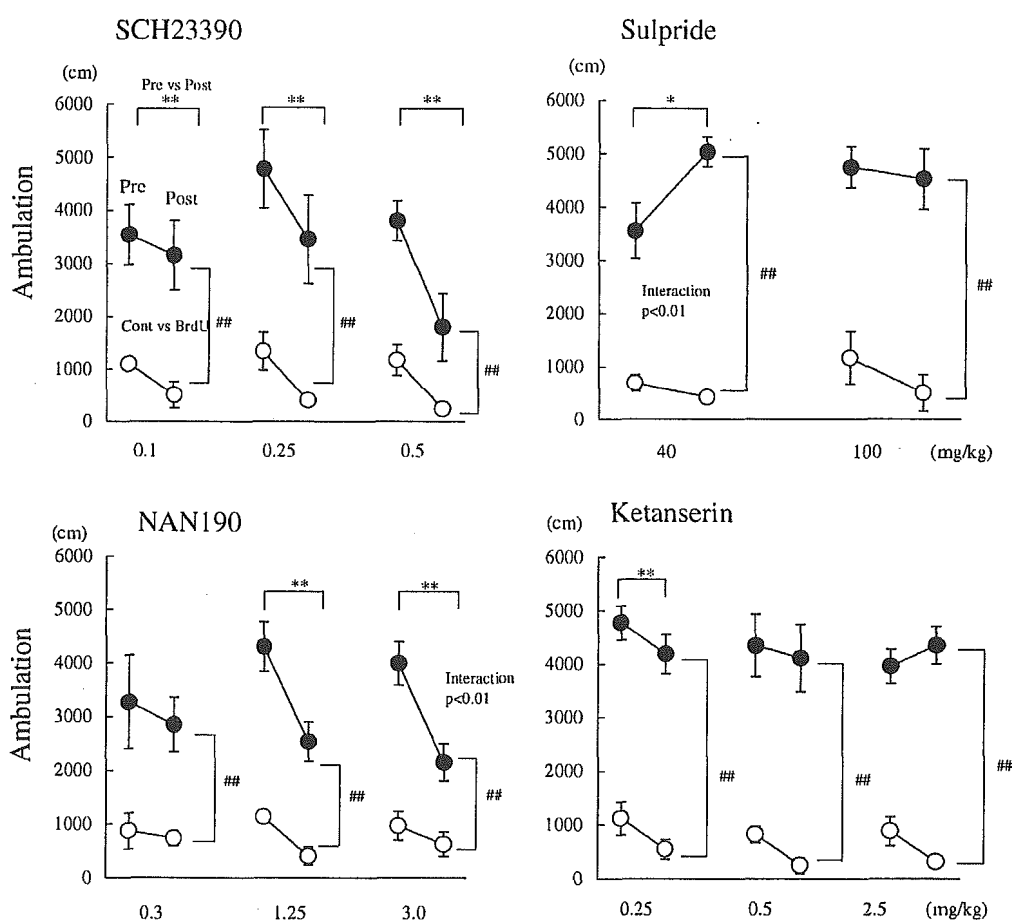 SCH23390
(cm)
Pre vs Post
**
**
**
6000
5000
4000
3000
2000
1000
0
Ambulation
Pre
Post
Cont vs BrdU
##
##
##
0.1
0.25
0.5
Sulpride
(cm)
*
6000
5000
4000
3000
2000
1000
0
Interaction
p<0.01
##
##
40
100
(mg/kg)
NAN190
(cm)
**
**
6000
5000
4000
3000
2000
1000
0
Ambulation
Interaction
p<0.01
##
##
##
0.3
1.25
3.0
Ketanserin
(cm)
**
6000
5000
4000
3000
2000
1000
0
##
##
##
0.25
0.5
2.5
(mg/kg)